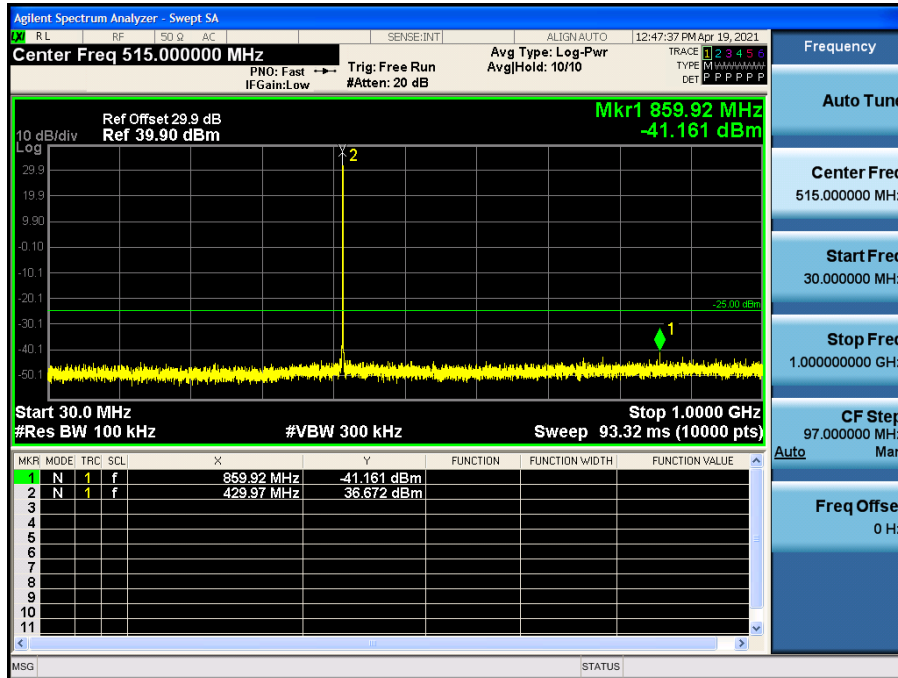 Agilent Spectrum Analyzer - Swept SA
LXI RL RF 50 Ω AC SENSE:INT ALIGN AUTO 12:47:37 PM Apr 19, 2021
Center Freq 515.000000 MHz
PNO: Fast
IFGain:Low
Trig: Free Run
#Atten: 20 dB
Avg Type: Log-Pwr
Avg|Hold: 10/10
TRACE 1 2 3 4 5 6
TYPE M WWWWW
DET P P P P P P
Mkr1 859.92 MHz
-41.161 dBm
Ref Offset 29.9 dB
10 dB/div Ref 39.90 dBm
Log
29.9
19.9
9.90
-0.10
-10.1
-20.1
-30.1
-40.1
-50.1
2
-25.00 dBm
1
Start 30.0 MHz Stop 1.0000 GHz
#Res BW 100 kHz #VBW 300 kHz Sweep 93.32 ms (10000 pts)
MKR MODE TRC SCL X Y FUNCTION FUNCTION WIDTH FUNCTION VALUE
1 N 1 f 859.92 MHz -41.161 dBm
2 N 1 f 429.97 MHz 36.672 dBm
3
4
5
6
7
8
9
10
11
MSG STATUS
Frequency
Auto Tune
Center Freq
515.000000 MHz
Start Freq
30.000000 MHz
Stop Freq
1.000000000 GHz
CF Step
97.000000 MHz
Auto Man
Freq Offset
0 Hz